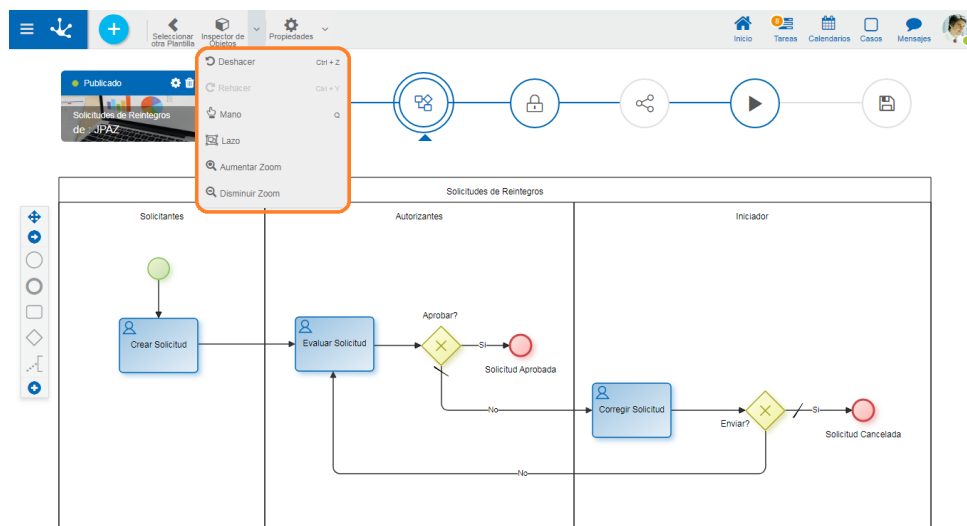 Seleccionar
otra Plantilla
Inspector de
Objetos
Propiedades
Inicio
8
Tareas
Calendarios
Casos
Mensajes
Deshacer Ctrl + Z
Rehacer Ctrl + Y
Mano Q
Lazo
Aumentar Zoom
Disminuir Zoom
Publicado
Solicitudes de Reintegros
de : JPAZ
Solicitudes de Reintegros
Solicitantes
Autorizantes
Iniciador
Crear Solicitud
Evaluar Solicitud
Aprobar?
Si
Solicitud Aprobada
No
Corregir Solicitud
Enviar?
Si
Solicitud Cancelada
No